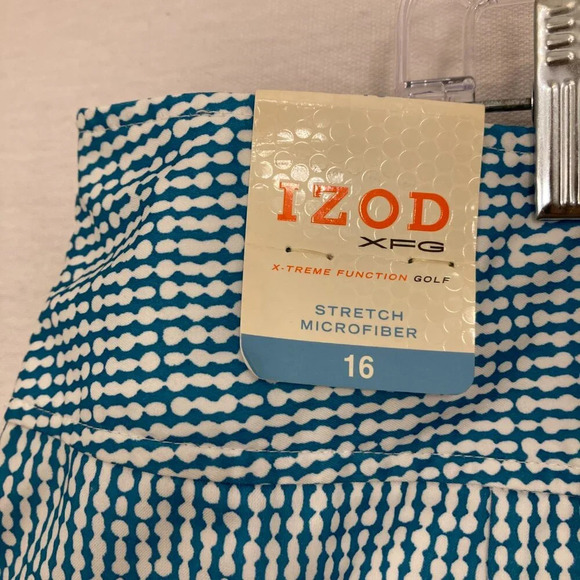 IZOD
XFG
X-TREME FUNCTION GOLF
STRETCH
MICROFIBER
16